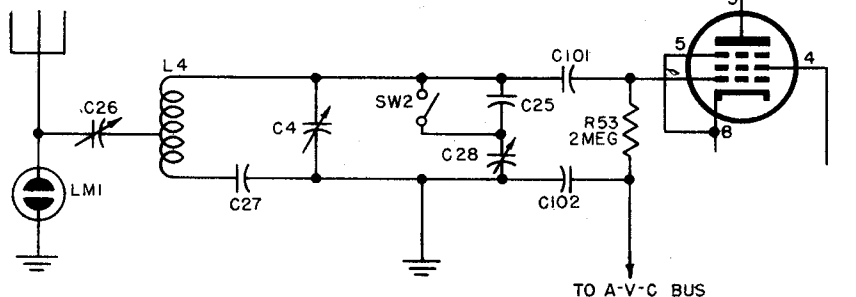 5
4
8
L4
C26
LM1
C27
C4
SW2
C25
C28
C101
C102
R53
2MEG
TO A-V-C BUS